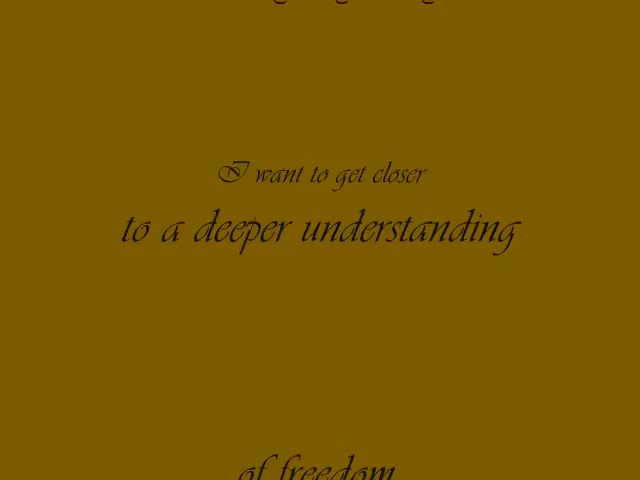 I want to get closer
to a deeper understanding
of freedom